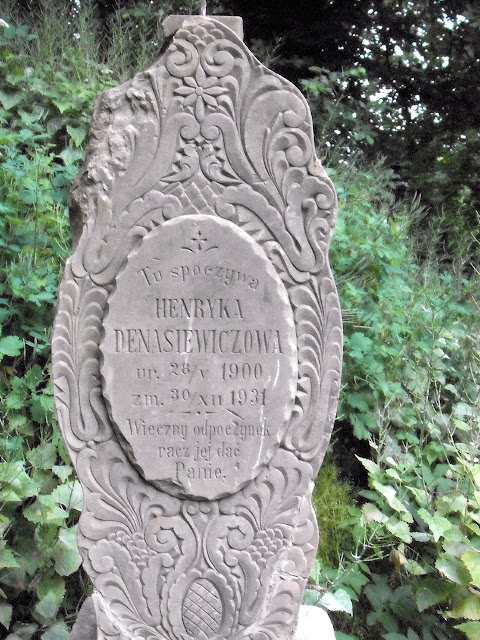 Tu spoczywa
HENRYKA
DENASIEWICZOWA
ur. 28/V 1900
zm. 30/XII 1931
Wieczny odpoczynek
racz jej dać
Panie.